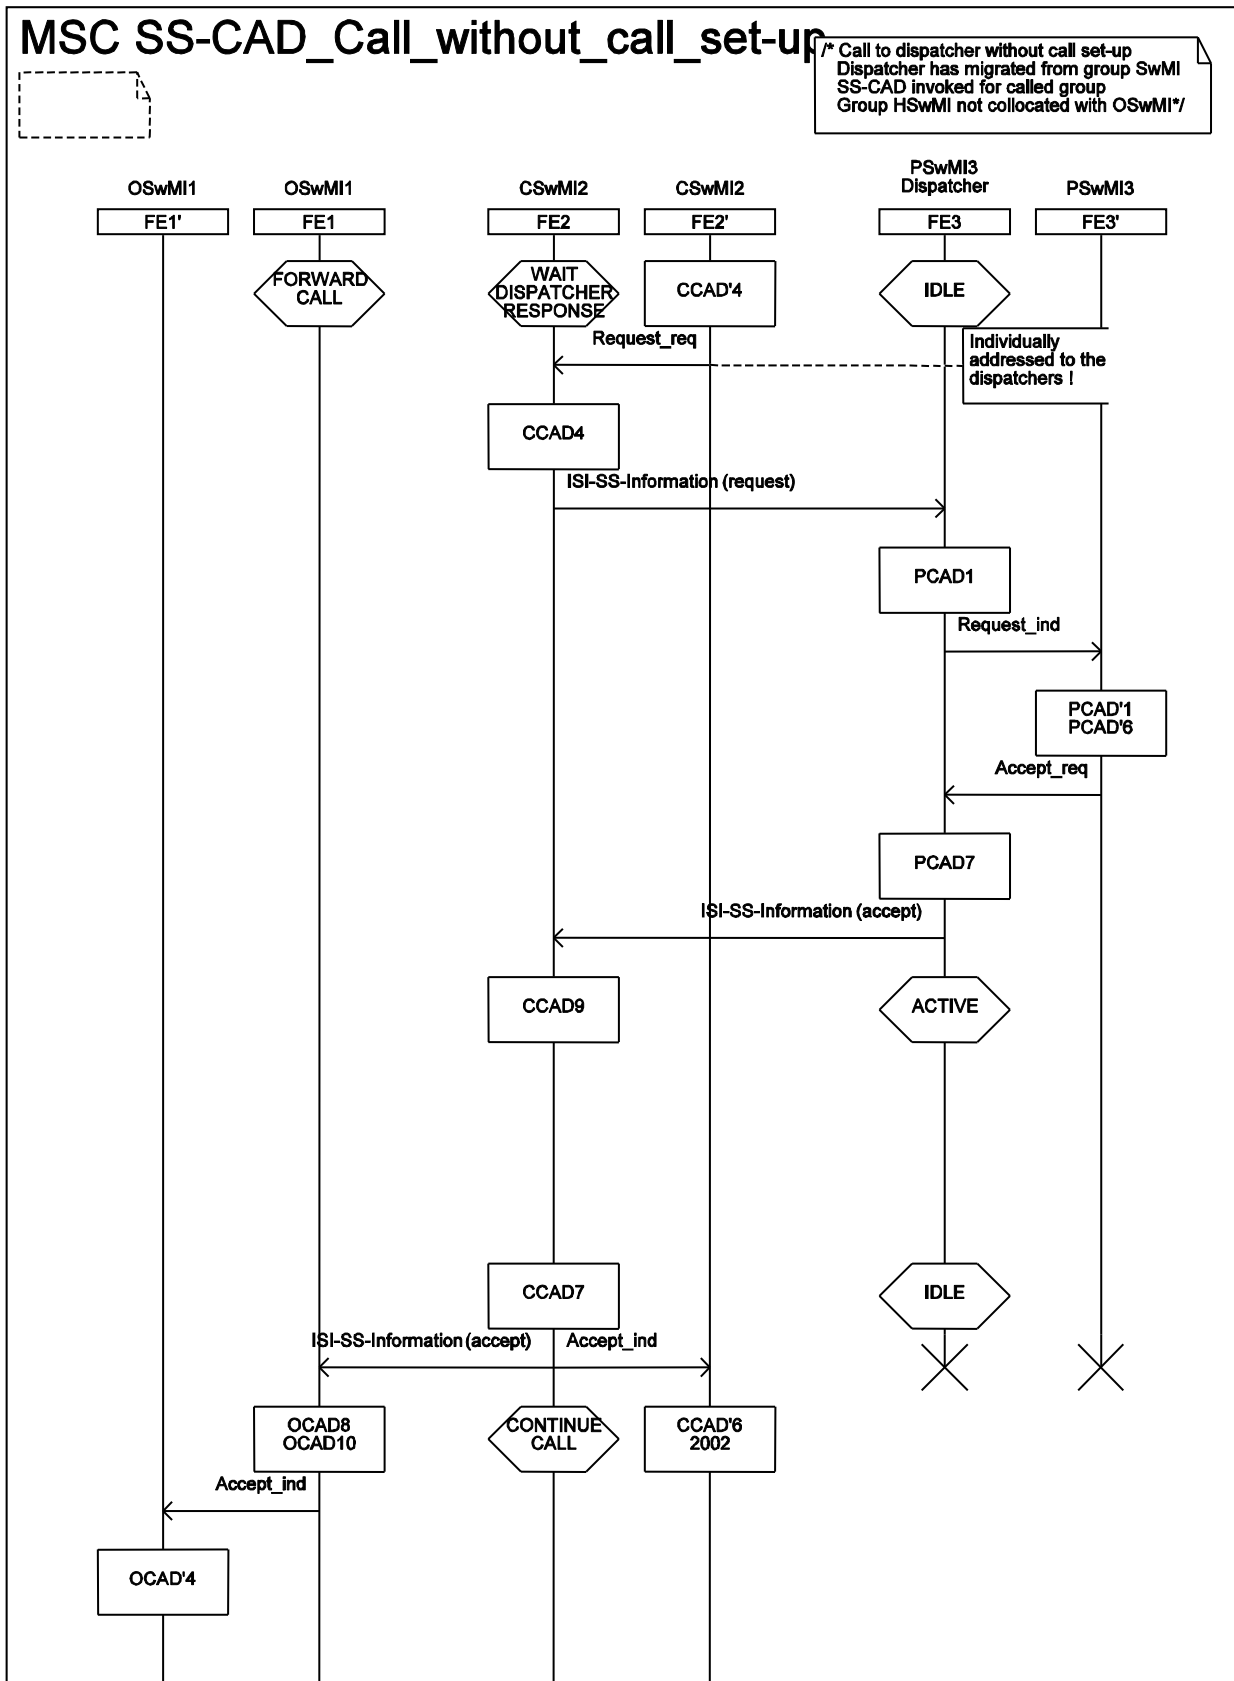 MSC SS-CAD_Call_without_call_set-up
/* Call to dispatcher without call set-up
Dispatcher has migrated from group SwMI
SS-CAD invoked for called group
Group HSwMI not collocated with OSwMI*/
OSwMI1
OSwMI1
CSwMI2
CSwMI2
PSwMI3
Dispatcher
PSwMI3
FE1'
FE1
FE2
FE2'
FE3
FE3'
FORWARD
CALL
WAIT
DISPATCHER
RESPONSE
CCAD'4
IDLE
Request_req
Individually
addressed to the
dispatchers !
CCAD4
ISI-SS-Information (request)
PCAD1
Request_ind
PCAD'1
PCAD'6
Accept_req
PCAD7
ISI-SS-Information (accept)
CCAD9
ACTIVE
CCAD7
IDLE
ISI-SS-Information (accept)
Accept_ind
OCAD8
OCAD10
CONTINUE
CALL
CCAD'6
2002
Accept_ind
OCAD'4